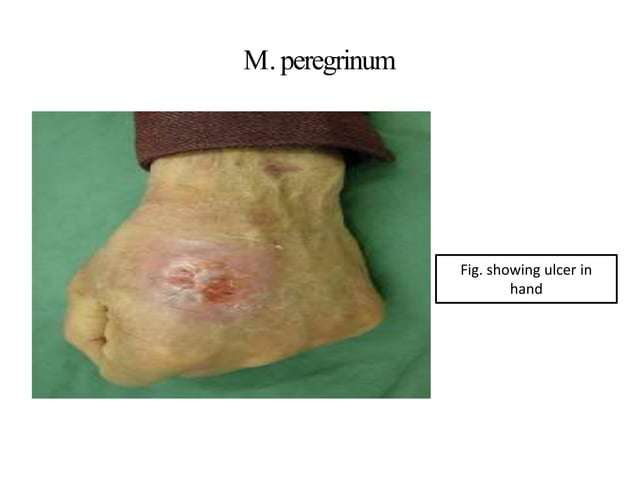 M. peregrinum
Fig. showing ulcer in
hand